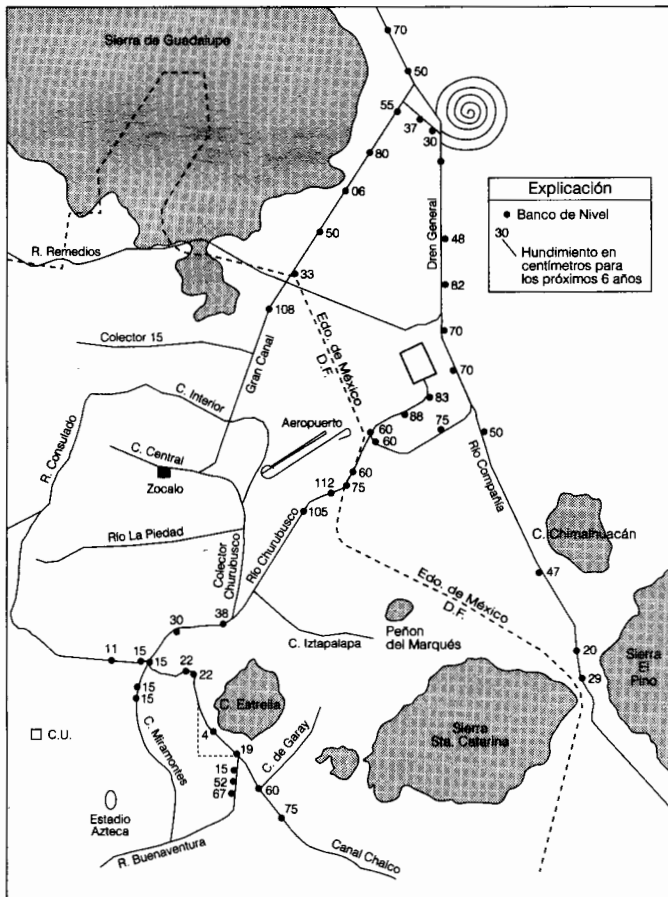 Sierra de Guadalupe
70
50
55
37
30
80
06
50
33
108
Explicación
Banco de Nivel
30
Hundimiento en
centímetros para
los próximos 6 años
R. Remedios
Dren General
48
82
70
Colector 15
Gran Canal
Edo. de México
D.F.
70
C. Interior
83
88
75
Aeropuerto
60
60
50
R. Consulado
C. Central
Zocalo
60
112
75
105
Río Compañía
Río La Piedad
Colector
Churubusco
Río Churubusco
C. Chimalhuacán
47
Edo. de México
D.F.
38
30
C. Iztapalapa
Peñon
del Marqués
11
15
15
22
22
20
29
Sierra
El
Pino
15
15
C. Estrella
C.U.
C. Miramontes
4
19
C. de Garay
Sierra
Sta. Catarina
15
52
67
60
75
Estadio
Azteca
R. Buenaventura
Canal Chalco